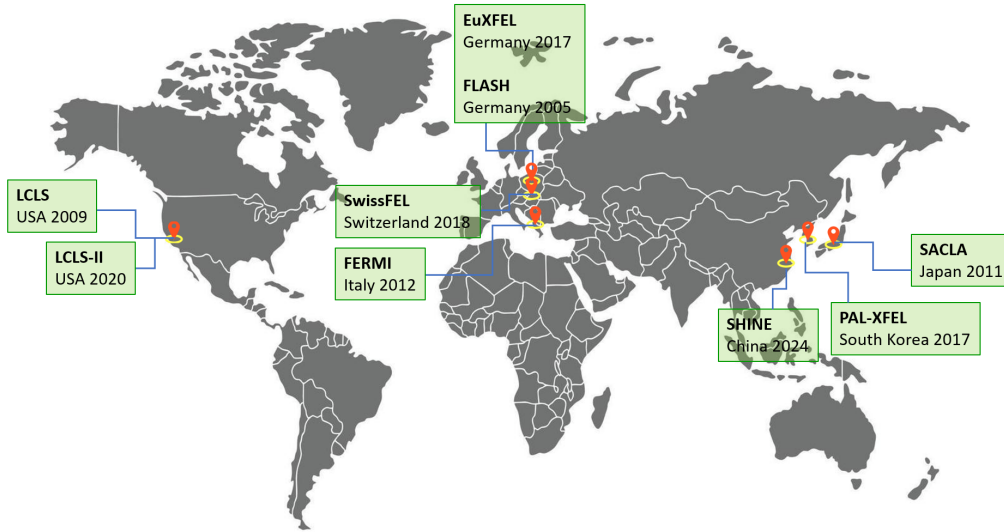 EuXFEL
Germany 2017
FLASH
Germany 2005
LCLS
USA 2009
LCLS-II
USA 2020
SwissFEL
Switzerland 2018
FERMI
Italy 2012
SACLA
Japan 2011
SHINE
China 2024
PAL-XFEL
South Korea 2017